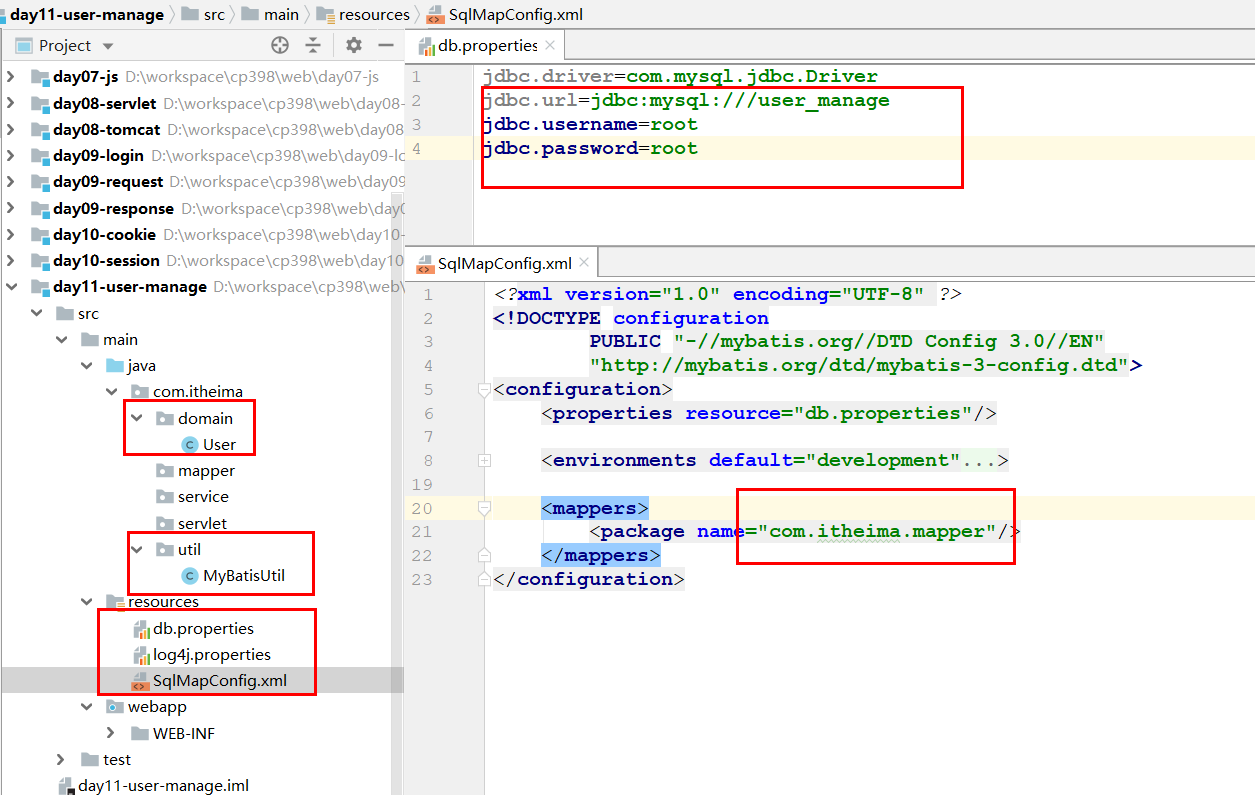 day11-user-manage
src
main
resources
SqlMapConfig.xml
Project
day07-js D:\workspace\cp398\web\day07-js
day08-servlet D:\workspace\cp398\web\day08-
day08-tomcat D:\workspace\cp398\web\day08
day09-login D:\workspace\cp398\web\day09-lo
day09-request D:\workspace\cp398\web\day09
day09-response D:\workspace\cp398\web\day0
day10-cookie D:\workspace\cp398\web\day10-
day10-session D:\workspace\cp398\web\day10
day11-user-manage D:\workspace\cp398\web\
src
main
java
com.itheima
domain
User
mapper
service
servlet
util
MyBatisUtil
resources
db.properties
log4j.properties
SqlMapConfig.xml
webapp
WEB-INF
test
day11-user-manage.iml
db.properties
1 jdbc.driver=com.mysql.jdbc.Driver
2 jdbc.url=jdbc:mysql:///user_manage
3 jdbc.username=root
4 jdbc.password=root
SqlMapConfig.xml
1 <?xml version="1.0" encoding="UTF-8" ?>
2 <!DOCTYPE configuration
3 PUBLIC "-//mybatis.org//DTD Config 3.0//EN"
4 "http://mybatis.org/dtd/mybatis-3-config.dtd">
5 <configuration>
6 <properties resource="db.properties"/>
7
8 <environments default="development"...>
19
20 <mappers>
21 <package name="com.itheima.mapper"/>
22 </mappers>
23 </configuration>